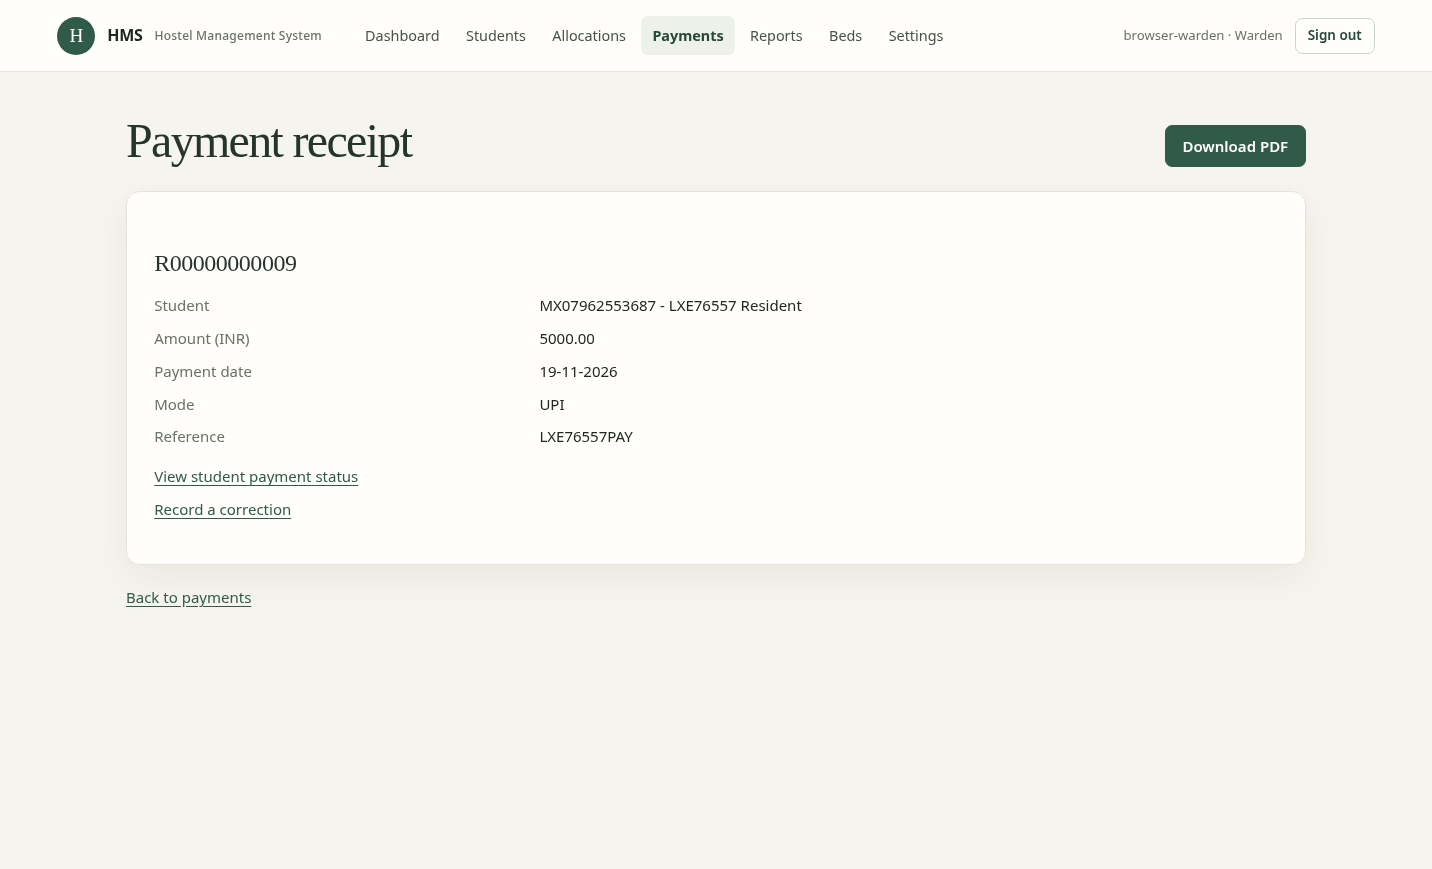 H HMS Hostel Management System Dashboard Students Allocations Payments Reports Beds Settings browser-warden · Warden Sign out
Payment receipt
Download PDF
R00000000009
Student MX07962553687 - LXE76557 Resident
Amount (INR) 5000.00
Payment date 19-11-2026
Mode UPI
Reference LXE76557PAY
View student payment status
Record a correction
Back to payments